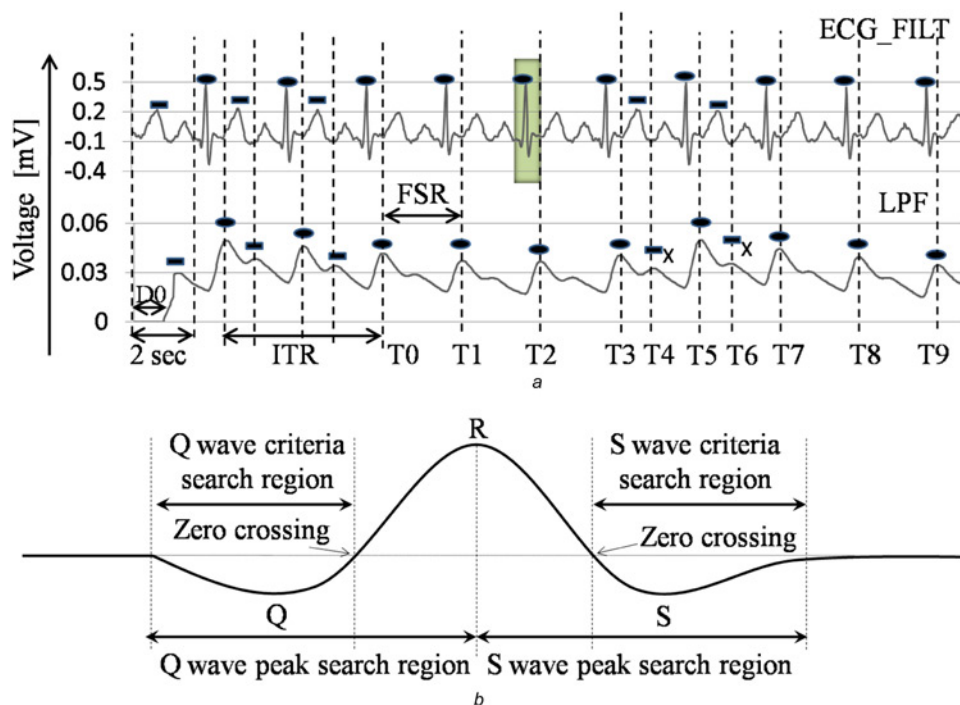 ECG_FILT
Voltage [mV]
0.5
0.2
-0.1
-0.4
FSR
LPF
0.06
0.03
0
D0
2 sec
ITR
T0
T1
T2
T3
T4
T5
T6
T7
T8
T9
X
X
a
Q wave criteria
search region
R
S wave criteria
search region
Zero crossing
Zero crossing
Q
S
Q wave peak search region
S wave peak search region
b